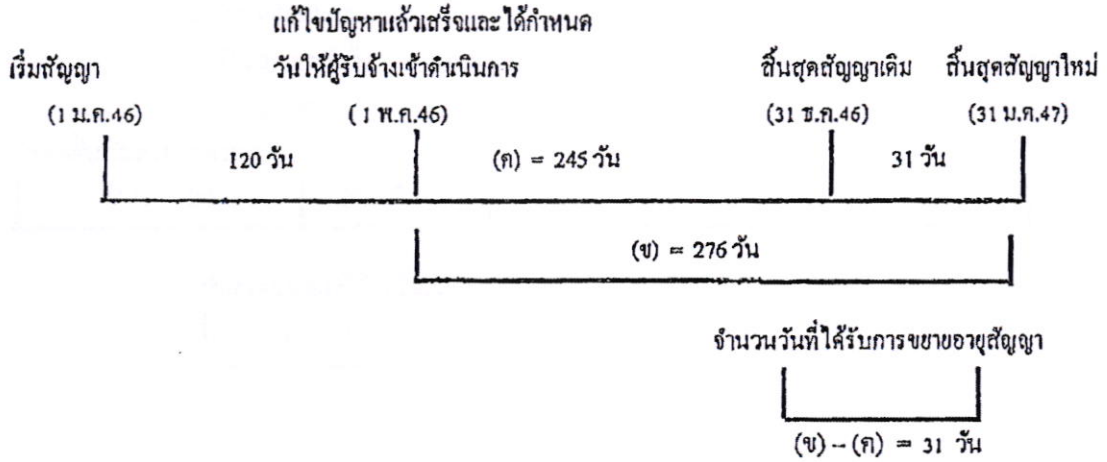 แก้ไขปัญหาแล้วเสร็จและได้กำหนด
เริ่มสัญญา วันให้ผู้รับจ้างเข้าดำเนินการ สิ้นสุดสัญญาเดิม สิ้นสุดสัญญาใหม่
(1 ม.ค.46) (1 พ.ค.46) (31 ธ.ค.46) (31 ม.ค.47)
120 วัน (ค) = 245 วัน 31 วัน
(ข) = 276 วัน
จำนวนวันที่ได้รับการขยายอายุสัญญา
(ข) – (ค) = 31 วัน